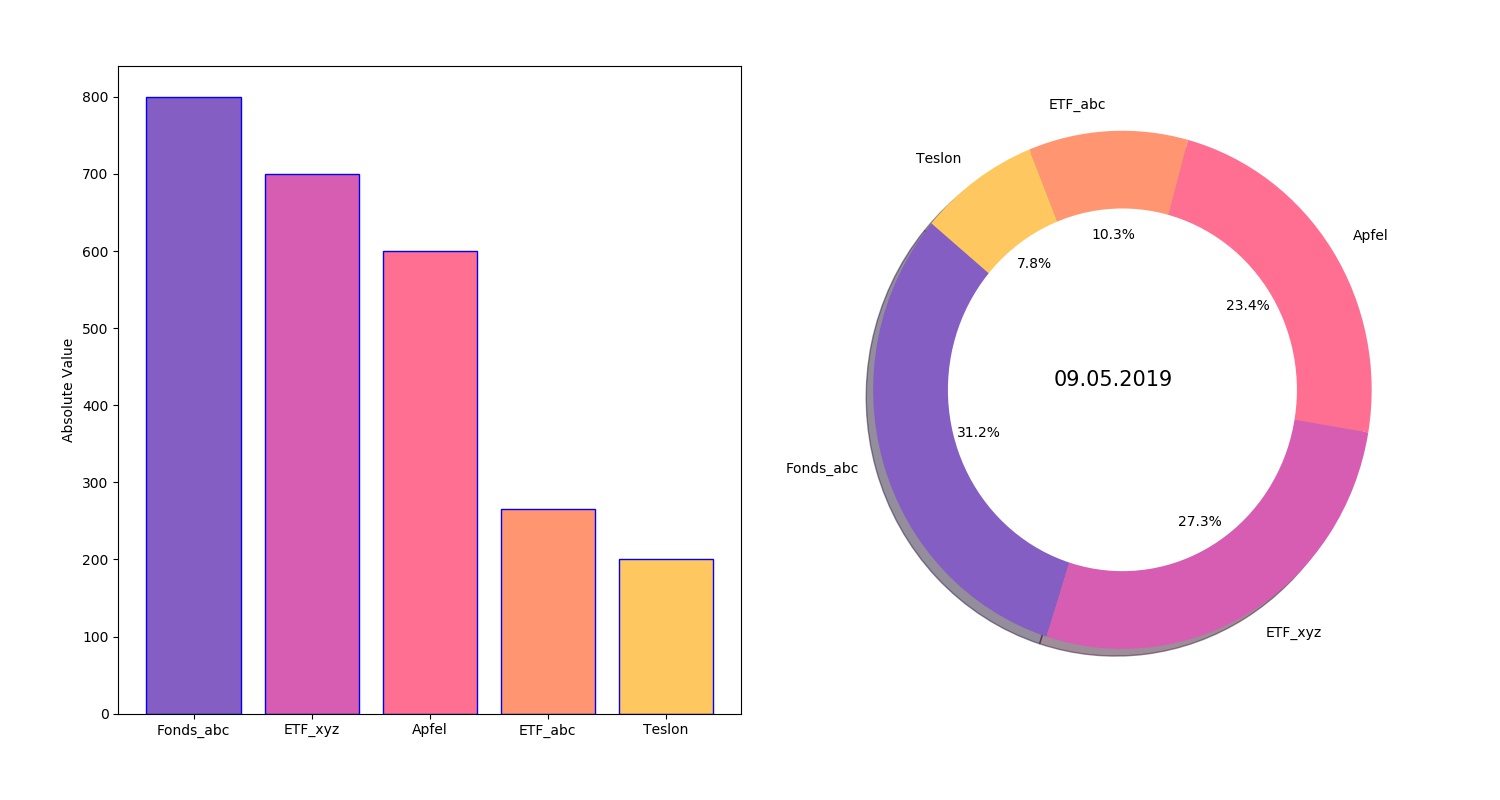 800
700
600
500
400
300
200
100
0
Absolute Value
Fonds_abc
ETF_xyz
Apfel
ETF_abc
Teslon
ETF_abc
Teslon
Apfel
Fonds_abc
ETF_xyz
10.3%
7.8%
23.4%
31.2%
27.3%
09.05.2019